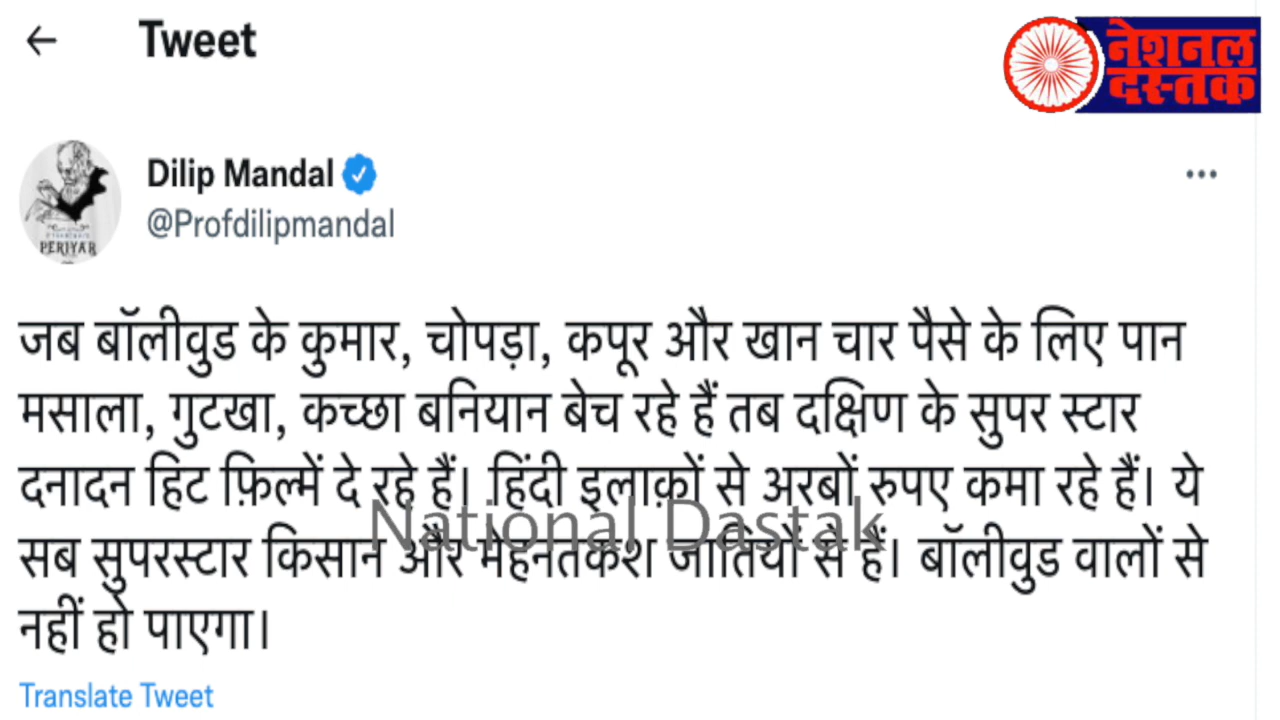 Tweet
नेशनल
दस्तक
Dilip Mandal
@Profdilipmandal
PERIYAR
जब बॉलीवुड के कुमार, चोपड़ा, कपूर और खान चार पैसे के लिए पान
मसाला, गुटखा, कच्छा बनियान बेच रहे हैं तब दक्षिण के सुपर स्टार
दनादन हिट फ़िल्में दे रहे हैं। हिंदी इलाक़ों से अरबों रुपए कमा रहे हैं। ये
National Dastak
सब सुपरस्टार किसान और मेहनतकश जातियों से हैं। बॉलीवुड वालों से
नहीं हो पाएगा।
Translate Tweet